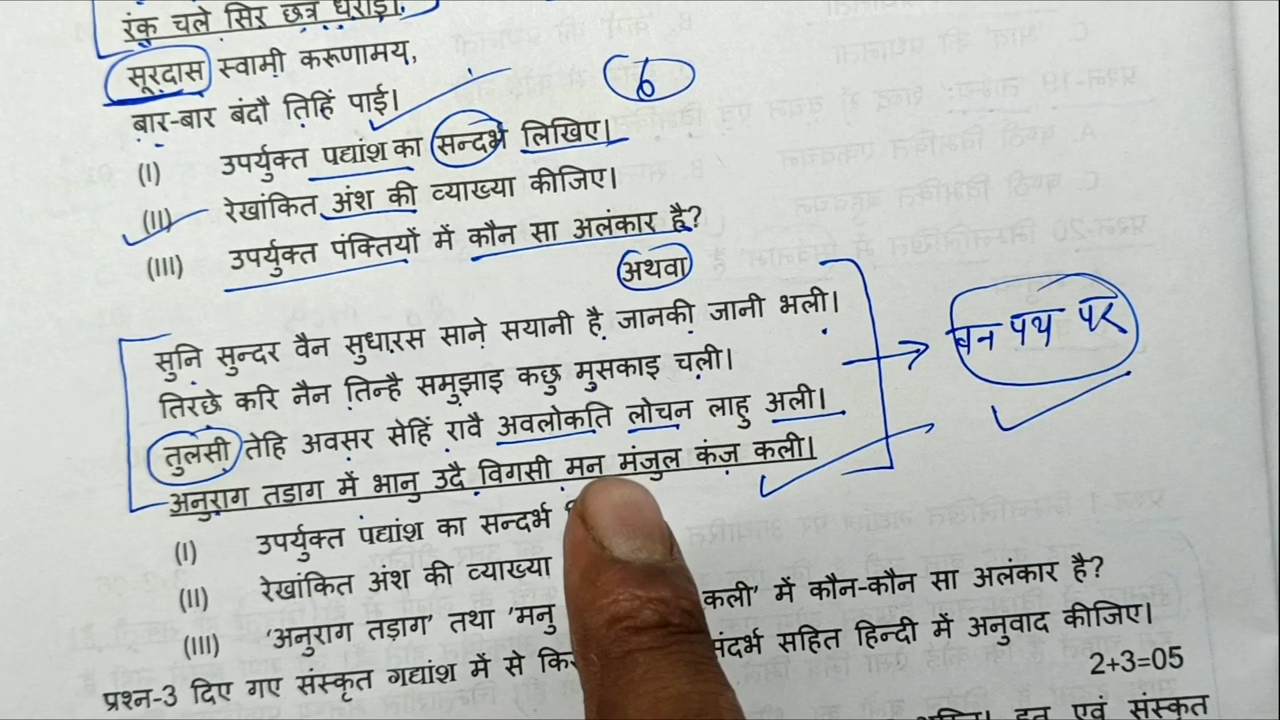 रंक चले सिर छत्र धराई।
सूरदास स्वामी करुणामय,
बार-बार बंदौ तिहिं पाई।
6
(I) उपर्युक्त पद्यांश का सन्दर्भ लिखिए।
(II) रेखांकित अंश की व्याख्या कीजिए।
(III) उपर्युक्त पंक्तियों में कौन सा अलंकार है?
अथवा
सुनि सुन्दर वैन सुधारस साने सयानी है जानकी जानी भली।
तिरछे करि नैन तिन्है समुझाइ कछु मुसकाइ चली।
वन पथ पर
तुलसी तेहि अवसर सेहिं रावै अवलोकति लोचन लाहु अली।
अनुराग तड़ाग में भानु उदै विगसी मन मंजुल कंज कली।
(I) उपर्युक्त पद्यांश का सन्दर्भ
(II) रेखांकित अंश की व्याख्या
(III) 'अनुराग तड़ाग' तथा 'मनु कली' में कौन-कौन सा अलंकार है?
प्रश्न-3 दिए गए संस्कृत गद्यांश में से संदर्भ सहित हिन्दी में अनुवाद कीजिए।
2+3=05
एवं संस्कृत